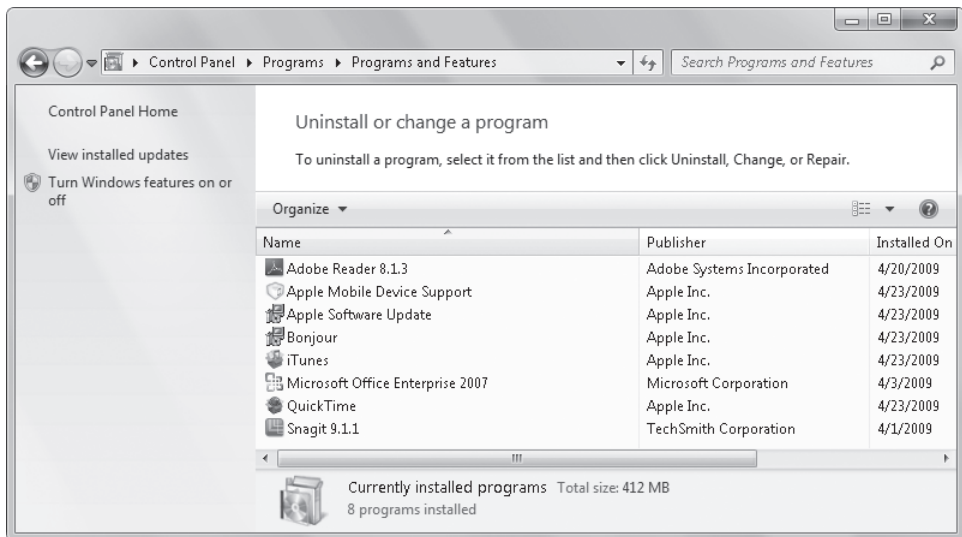 Control Panel Programs Programs and Features Search Programs and Features
Control Panel Home
View installed updates
Turn Windows features on or
off
Uninstall or change a program
To uninstall a program, select it from the list and then click Uninstall, Change, or Repair.
Organize
Name Publisher Installed On
Adobe Reader 8.1.3 Adobe Systems Incorporated 4/20/2009
Apple Mobile Device Support Apple Inc. 4/23/2009
Apple Software Update Apple Inc. 4/23/2009
Bonjour Apple Inc. 4/23/2009
iTunes Apple Inc. 4/23/2009
Microsoft Office Enterprise 2007 Microsoft Corporation 4/3/2009
QuickTime Apple Inc. 4/23/2009
Snagit 9.1.1 TechSmith Corporation 4/1/2009
Currently installed programs Total size: 412 MB
8 programs installed